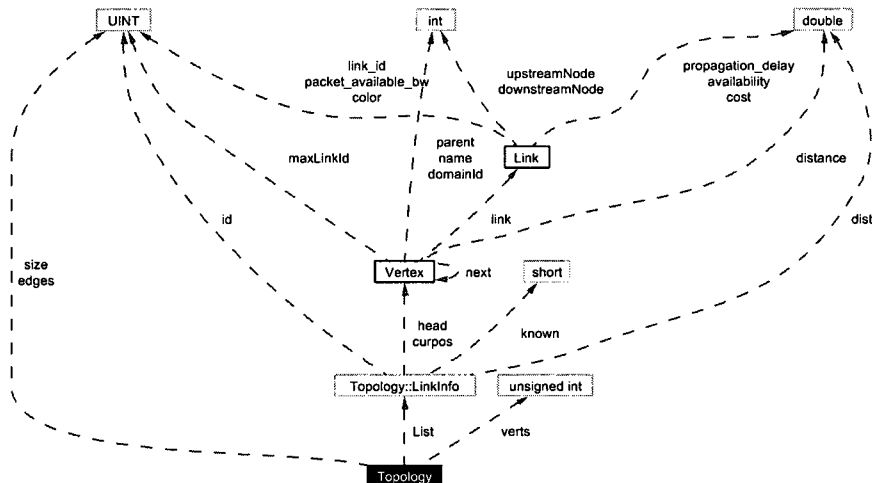 UINT
int
double
link_id
packet_available_bw
color
upstreamNode
downstreamNode
propagation_delay
availability
cost
maxLinkId
parent
name
domainId
Link
distance
id
link
dist
size
edges
Vertex
next
short
head
curpos
known
Topology::LinkInfo
unsigned int
List
verts
Topology